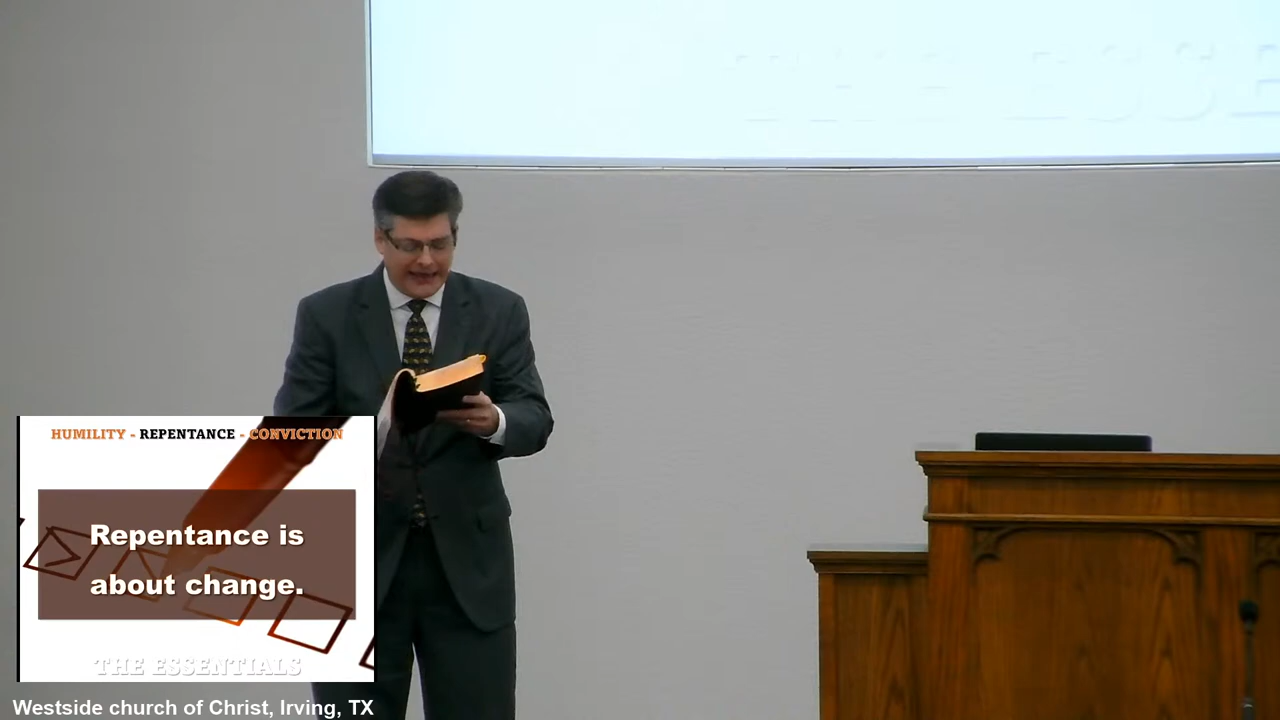 HUMILITY - REPENTANCE - CONVICTION
Repentance is
about change.
THE ESSENTIALS
Westside church of Christ, Irving, TX